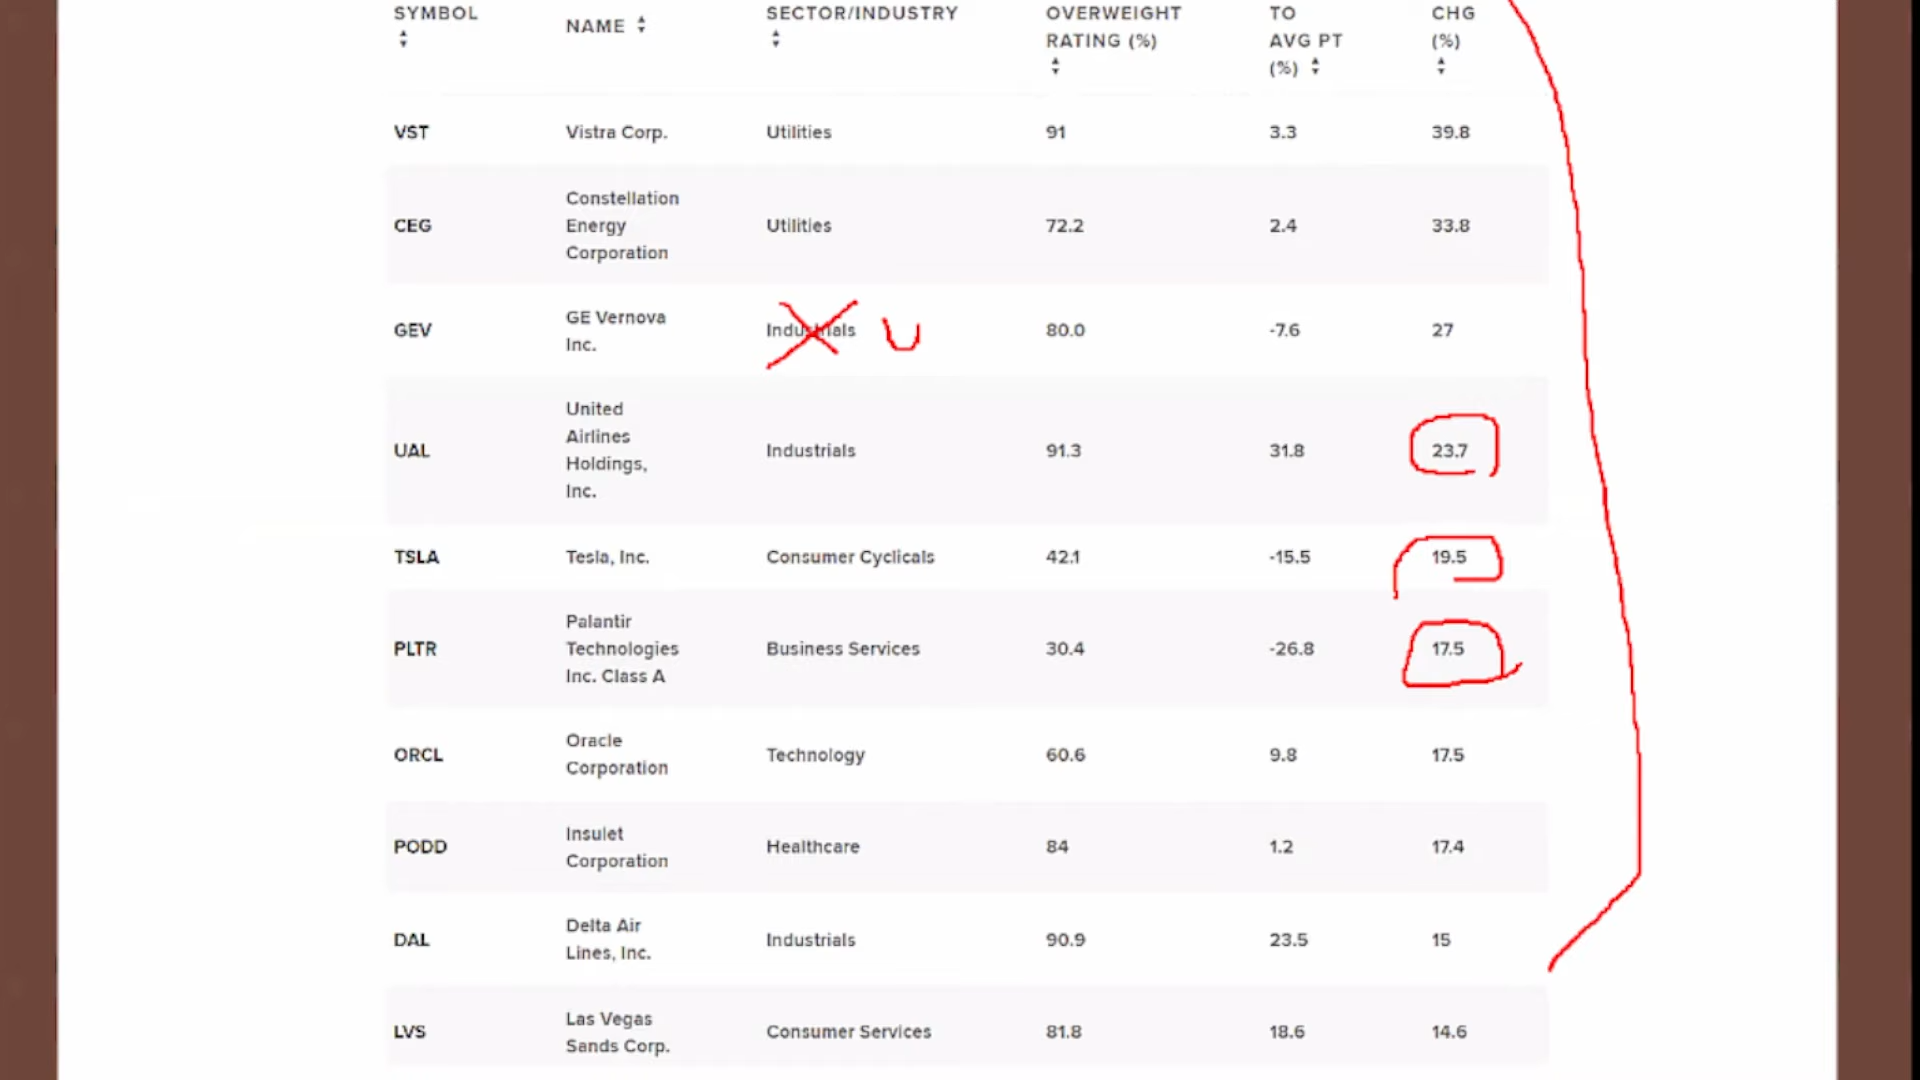 SYMBOL
NAME
SECTOR/INDUSTRY
OVERWEIGHT
RATING (%)
TO
AVG PT
(%)
CHG
(%)
VST
Vistra Corp.
Utilities
91
3.3
39.8
CEG
Constellation
Energy
Corporation
Utilities
72.2
2.4
33.8
GEV
GE Vernova
Inc.
Industrials
U
80.0
-7.6
27
UAL
United
Airlines
Holdings,
Inc.
Industrials
91.3
31.8
23.7
TSLA
Tesla, Inc.
Consumer Cyclicals
42.1
-15.5
19.5
PLTR
Palantir
Technologies
Inc. Class A
Business Services
30.4
-26.8
17.5
ORCL
Oracle
Corporation
Technology
60.6
9.8
17.5
PODD
Insulet
Corporation
Healthcare
84
1.2
17.4
DAL
Delta Air
Lines, Inc.
Industrials
90.9
23.5
15
LVS
Las Vegas
Sands Corp.
Consumer Services
81.8
18.6
14.6